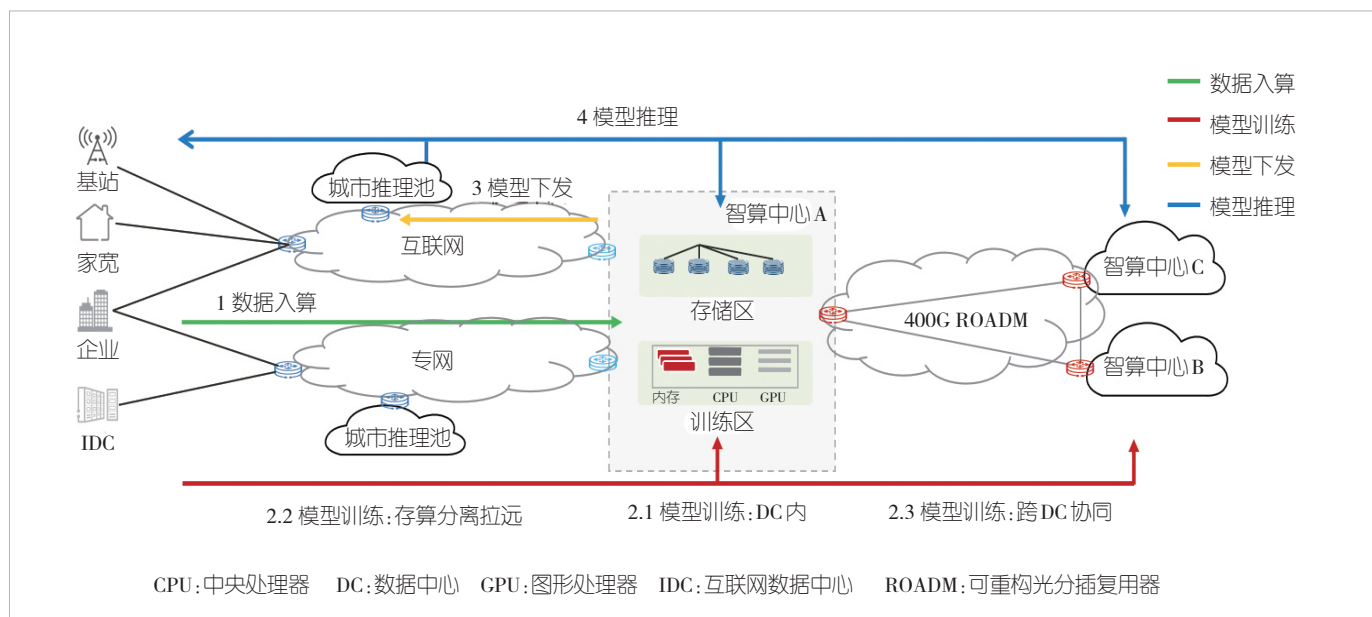 数据入算
模型训练
模型下发
模型推理
4 模型推理
基站
城市推理池
3 模型下发
家宽
互联网
智算中心 A
存储区
智算中心 C
1 数据入算
400G ROADM
企业
专网
智算中心 B
内存 CPU GPU
训练区
IDC
城市推理池
2.2 模型训练:存算分离拉远
2.1 模型训练:DC 内
2.3 模型训练:跨 DC 协同
CPU:中央处理器 DC:数据中心 GPU:图形处理器 IDC:互联网数据中心 ROADM:可重构光分插复用器